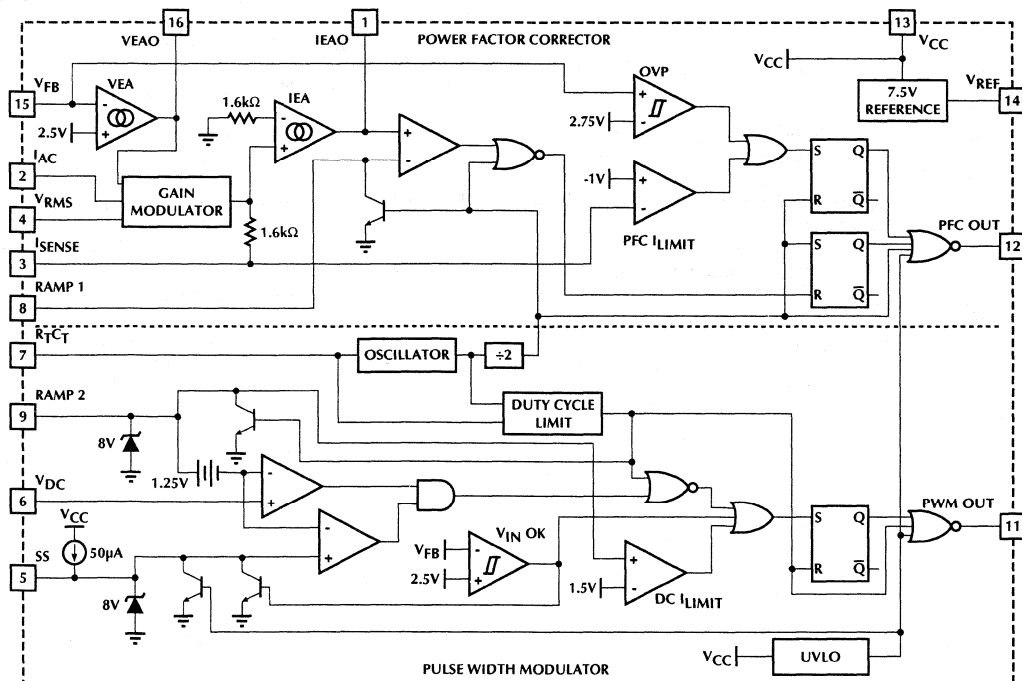 16
VEAO
1
IEAO
POWER FACTOR CORRECTOR
13
VCC
VCC
7.5V
REFERENCE
VREF
14
VFB
15
VEA
-
+
2.5V
1.6kΩ
IEA
-
+
+
-
OVP
+
-
2.75V
IAC
2
VRMS
4
GAIN
MODULATOR
1.6kΩ
ISENSE
3
RAMP 1
8
-1V
+
-
PFC ILIMIT
S
Q
R
Q
S
Q
R
Q
PFC OUT
12
RTCT
7
OSCILLATOR
÷2
RAMP 2
9
8V
DUTY CYCLE
LIMIT
1.25V
VDC
6
-
+
-
+
VCC
50µA
SS
5
8V
VFB
2.5V
-
+
VIN OK
1.5V
+
-
DC ILIMIT
S
Q
R
Q
PWM OUT
11
VCC
UVLO
PULSE WIDTH MODULATOR